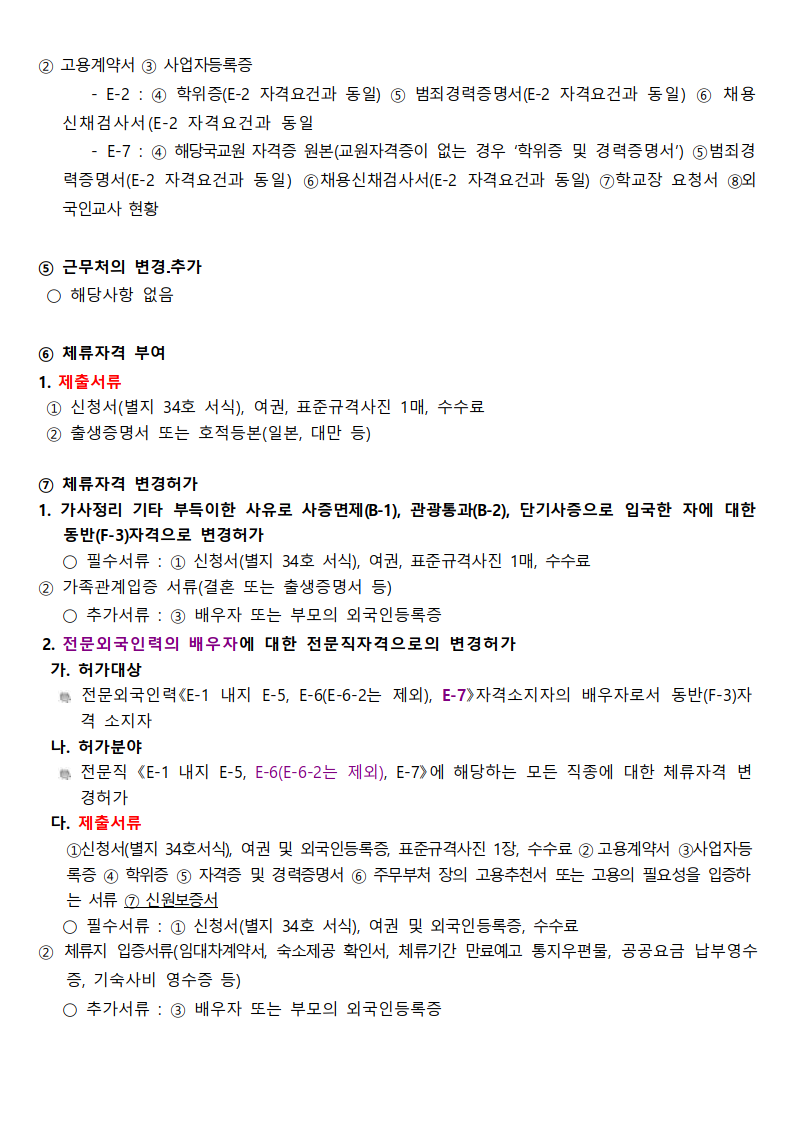 ② 고용계약서 ③ 사업자등록증
- E-2 : ④ 학위증(E-2 자격요건과 동일) ⑤ 범죄경력증명서(E-2 자격요건과 동일) ⑥ 채용
신채검사서(E-2 자격요건과 동일
- E-7 : ④ 해당국교원 자격증 원본(교원자격증이 없는 경우 ‘학위증 및 경력증명서’) ⑤범죄경
력증명서(E-2 자격요건과 동일) ⑥채용신채검사서(E-2 자격요건과 동일) ⑦학교장 요청서 ⑧외
국인교사 현황
⑤ 근무처의 변경.추가
○ 해당사항 없음
⑥ 체류자격 부여
1. 제출서류
① 신청서(별지 34호 서식), 여권, 표준규격사진 1매, 수수료
② 출생증명서 또는 호적등본(일본, 대만 등)
⑦ 체류자격 변경허가
1. 가사정리 기타 부득이한 사유로 사증면제(B-1), 관광통과(B-2), 단기사증으로 입국한 자에 대한
동반(F-3)자격으로 변경허가
○ 필수서류 : ① 신청서(별지 34호 서식), 여권, 표준규격사진 1매, 수수료
② 가족관계입증 서류(결혼 또는 출생증명서 등)
○ 추가서류 : ③ 배우자 또는 부모의 외국인등록증
2. 전문외국인력의 배우자에 대한 전문직자격으로의 변경허가
가. 허가대상
전문외국인력《E-1 내지 E-5, E-6(E-6-2는 제외), E-7》자격소지자의 배우자로서 동반(F-3)자
격 소지자
나. 허가분야
전문직 《E-1 내지 E-5, E-6(E-6-2는 제외), E-7》에 해당하는 모든 직종에 대한 체류자격 변
경허가
다. 제출서류
①신청서(별지 34호서식), 여권 및 외국인등록증, 표준규격사진 1장, 수수료 ② 고용계약서 ③사업자등
록증 ④ 학위증 ⑤ 자격증 및 경력증명서 ⑥ 주무부처 장의 고용추천서 또는 고용의 필요성을 입증하
는 서류 ⑦ 신원보증서
○ 필수서류 : ① 신청서(별지 34호 서식), 여권 및 외국인등록증, 수수료
② 체류지 입증서류(임대차계약서, 숙소제공 확인서, 체류기간 만료예고 통지우편물, 공공요금 납부영수
증, 기숙사비 영수증 등)
○ 추가서류 : ③ 배우자 또는 부모의 외국인등록증